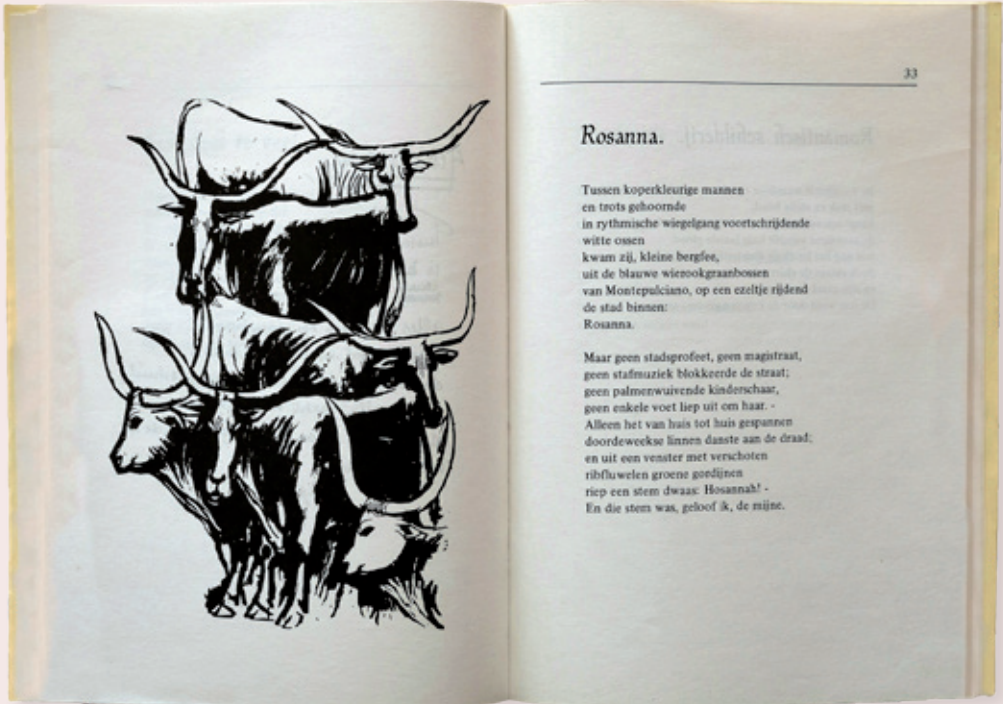 33
Rosanna.
Tussen koperkleurige mannen
en trots gehoornde
in rythmische wiegelgang voortschrijdende
witte ossen
kwam zij, kleine bergfee,
uit de blauwe wierookgraanbossen
van Montepulciano, op een ezeltje rijdend
de stad binnen:
Rosanna.
Maar geen stadsprofeet, geen magistraat,
geen stafmuziek blokkeerde de straat;
geen palmenwuivende kinderschaar,
geen enkele voet liep uit om haar. -
Alleen het van huis tot huis gespannen
doordeweekse linnen danste aan de draad;
en uit een venster met verschoten
ribfluwelen groene gordijnen
riep een stem dwaas: Hosannah! -
En die stem was, geloof ik, de mijne.